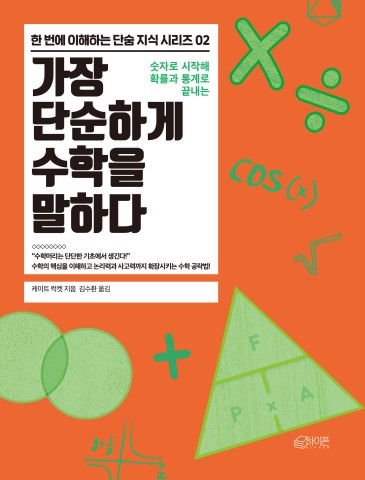 한 번에 이해하는 단숨 지식 시리즈 02
숫자로 시작해
확률과 통계로
끝내는
가장
단순하게
수학을
말하다
"수학머리는 단단한 기초에서 생긴다!"
수학의 핵심을 이해하고 논리력과 사고력까지 확장시키는 수학 공략법!
케이트 럭켓 지음 김수환 옮김
COS(x)
F
P x A
하이픈